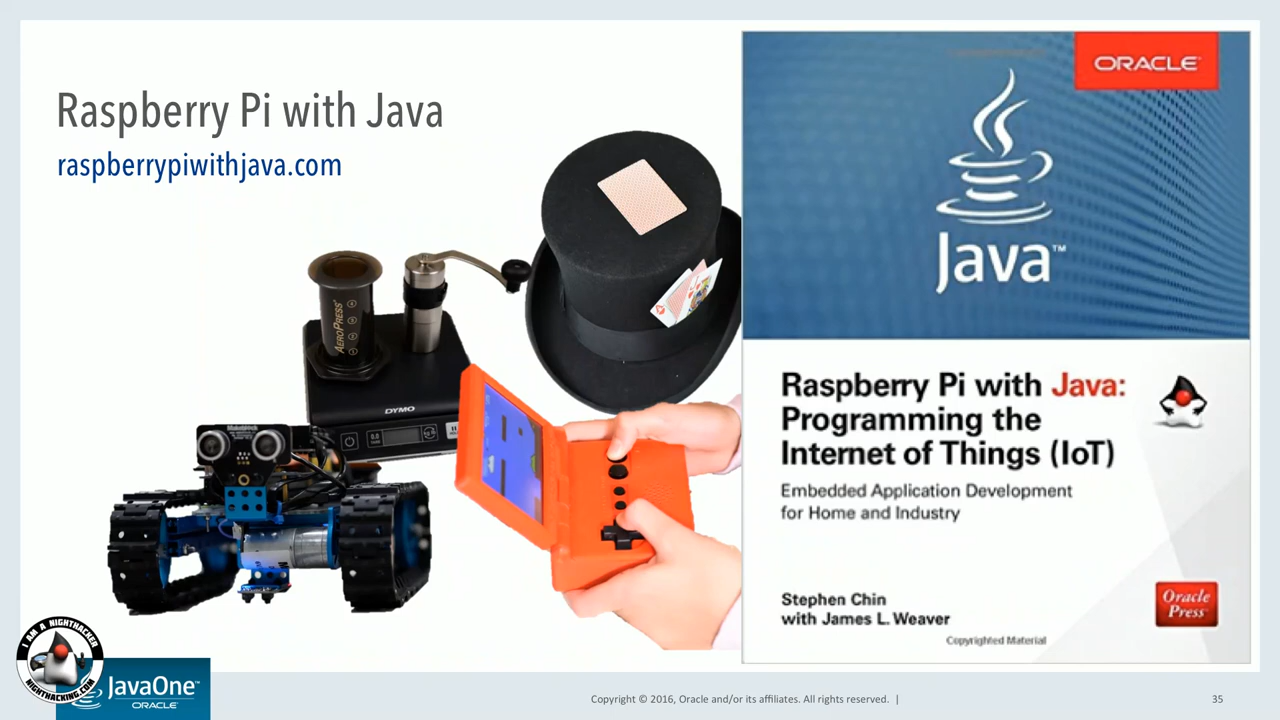 Raspberry Pi with Java
raspberrypiwithjava.com
ORACLE
Java™
Raspberry Pi with Java:
Programming the
Internet of Things (IoT)
Embedded Application Development
for Home and Industry
Stephen Chin
with James L. Weaver
Oracle
Press
Copyrighted Material
AEROPRESS
DYMO
I AM A NIGHTHACKER
NIGHTHACKING.COM
JavaOne™
ORACLE
Copyright © 2016, Oracle and/or its affiliates. All rights reserved. |
35